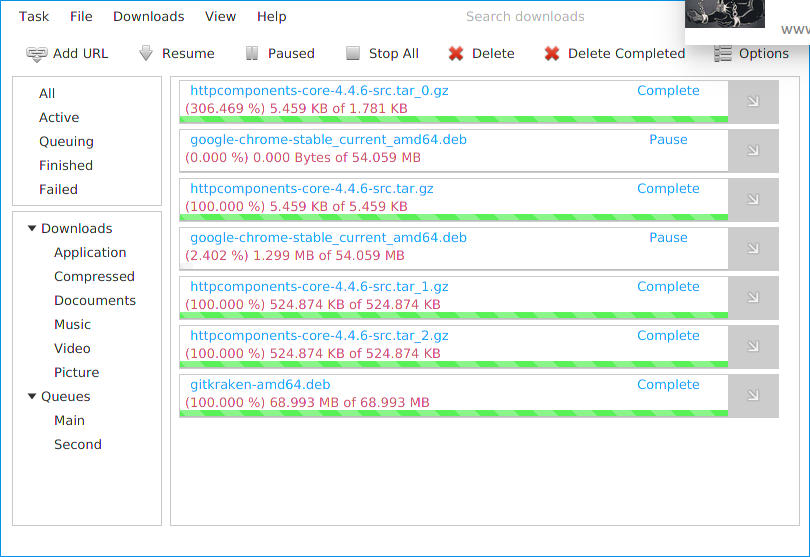 Task File Downloads View Help Search downloads
www
Add URL Resume Paused Stop All Delete Delete Completed Options
All
Active
Queuing
Finished
Failed
Downloads
Application
Compressed
Documents
Music
Video
Picture
Queues
Main
Second
httpcomponents-core-4.4.6-src.tar_0.gz Complete
(306.469 %) 5.459 KB of 1.781 KB
google-chrome-stable_current_amd64.deb Pause
(0.000 %) 0.000 Bytes of 54.059 MB
httpcomponents-core-4.4.6-src.tar.gz Complete
(100.000 %) 5.459 KB of 5.459 KB
google-chrome-stable_current_amd64.deb Pause
(2.402 %) 1.299 MB of 54.059 MB
httpcomponents-core-4.4.6-src.tar_1.gz Complete
(100.000 %) 524.874 KB of 524.874 KB
httpcomponents-core-4.4.6-src.tar_2.gz Complete
(100.000 %) 524.874 KB of 524.874 KB
gitkraken-amd64.deb Complete
(100.000 %) 68.993 MB of 68.993 MB